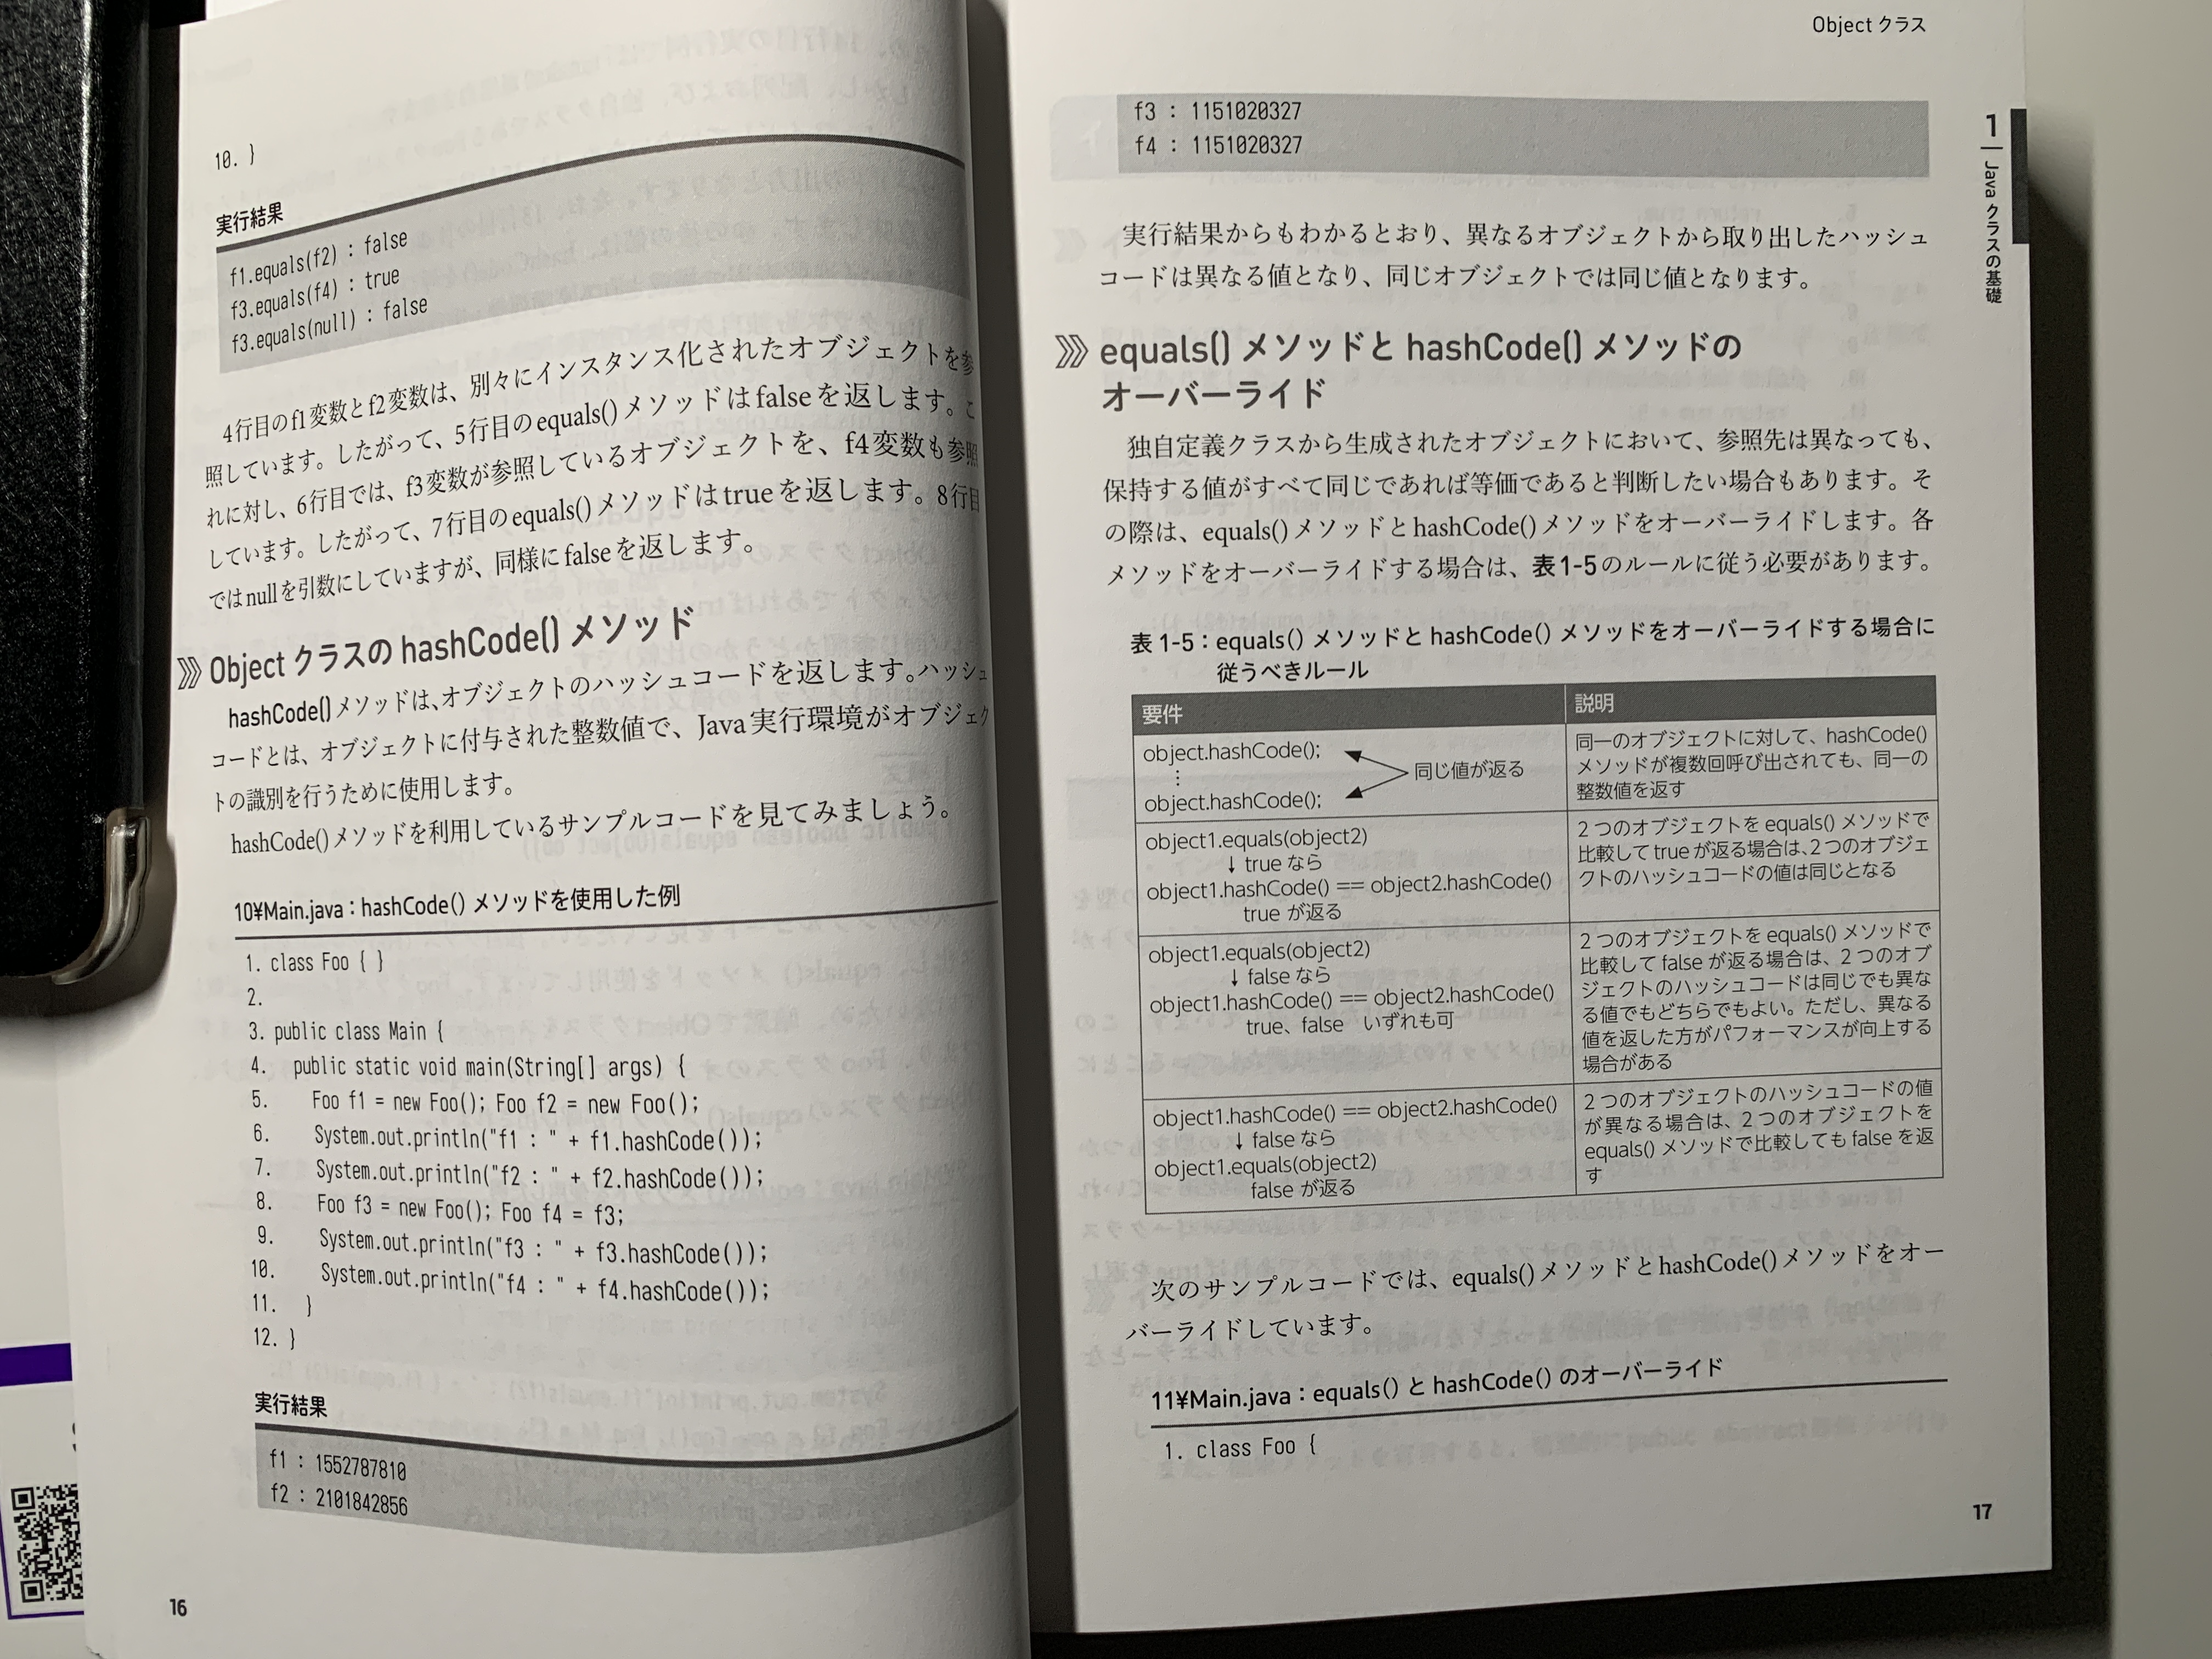 10. }
実行結果
f1.equals(f2) : false
f3.equals(f4) : true
f3.equals(null) : false
4行目のf1変数とf2変数は、別々にインスタンス化されたオブジェクトを参
照しています。したがって、5行目のequals()メソッドはfalseを返します。こ
れに対し、6行目では、f3変数が参照しているオブジェクトを、f4変数も参照
しています。したがって、7行目のequals()メソッドはtrueを返します。8行目
ではnullを引数にしていますが、同様にfalseを返します。
Object クラスの hashCode() メソッド
hashCode()メソッドは、オブジェクトのハッシュコードを返します。ハッシュ
コードとは、オブジェクトに付与された整数値で、Java実行環境がオブジェク
トの識別を行うために使用します。
hashCode()メソッドを利用しているサンプルコードを見てみましょう。
10¥Main.java：hashCode() メソッドを使用した例
1. class Foo { }
2.
3. public class Main {
4. public static void main(String[] args) {
5. Foo f1 = new Foo(); Foo f2 = new Foo();
6. System.out.println("f1 : " + f1.hashCode());
7. System.out.println("f2 : " + f2.hashCode());
8. Foo f3 = new Foo(); Foo f4 = f3;
9. System.out.println("f3 : " + f3.hashCode());
10. System.out.println("f4 : " + f4.hashCode());
11. }
12. }
実行結果
f1 : 1552787810
f2 : 2101842856
16
Object クラス
f3 : 1151020327
f4 : 1151020327
1
Java クラスの基礎
実行結果からもわかるとおり、異なるオブジェクトから取り出したハッシュ
コードは異なる値となり、同じオブジェクトでは同じ値となります。
equals() メソッドと hashCode() メソッドの
オーバーライド
独自定義クラスから生成されたオブジェクトにおいて、参照先は異なっても、
保持する値がすべて同じであれば等価であると判断したい場合もあります。そ
の際は、equals()メソッドとhashCode()メソッドをオーバーライドします。各
メソッドをオーバーライドする場合は、表1-5のルールに従う必要があります。
表 1-5：equals() メソッドと hashCode() メソッドをオーバーライドする場合に
従うべきルール
要件
説明
object.hashCode();
⋮
object.hashCode();
同じ値が返る
同一のオブジェクトに対して、hashCode()
メソッドが複数回呼び出されても、同一の
整数値を返す
object1.equals(object2)
↓ true なら
object1.hashCode() == object2.hashCode()
true が返る
2 つのオブジェクトを equals() メソッドで
比較して true が返る場合は、2 つのオブジェ
クトのハッシュコードの値は同じとなる
object1.equals(object2)
↓ false なら
object1.hashCode() == object2.hashCode()
true、false いずれも可
2 つのオブジェクトを equals() メソッドで
比較して false が返る場合は、2 つのオブ
ジェクトのハッシュコードは同じでも異な
る値でもどちらでもよい。ただし、異なる
値を返した方がパフォーマンスが向上する
場合がある
object1.hashCode() == object2.hashCode()
↓ false なら
object1.equals(object2)
false が返る
2 つのオブジェクトのハッシュコードの値
が異なる場合は、2 つのオブジェクトを
equals() メソッドで比較しても false を返
す
次のサンプルコードでは、equals()メソッドとhashCode()メソッドをオー
バーライドしています。
11¥Main.java：equals() と hashCode() のオーバーライド
1. class Foo {
17